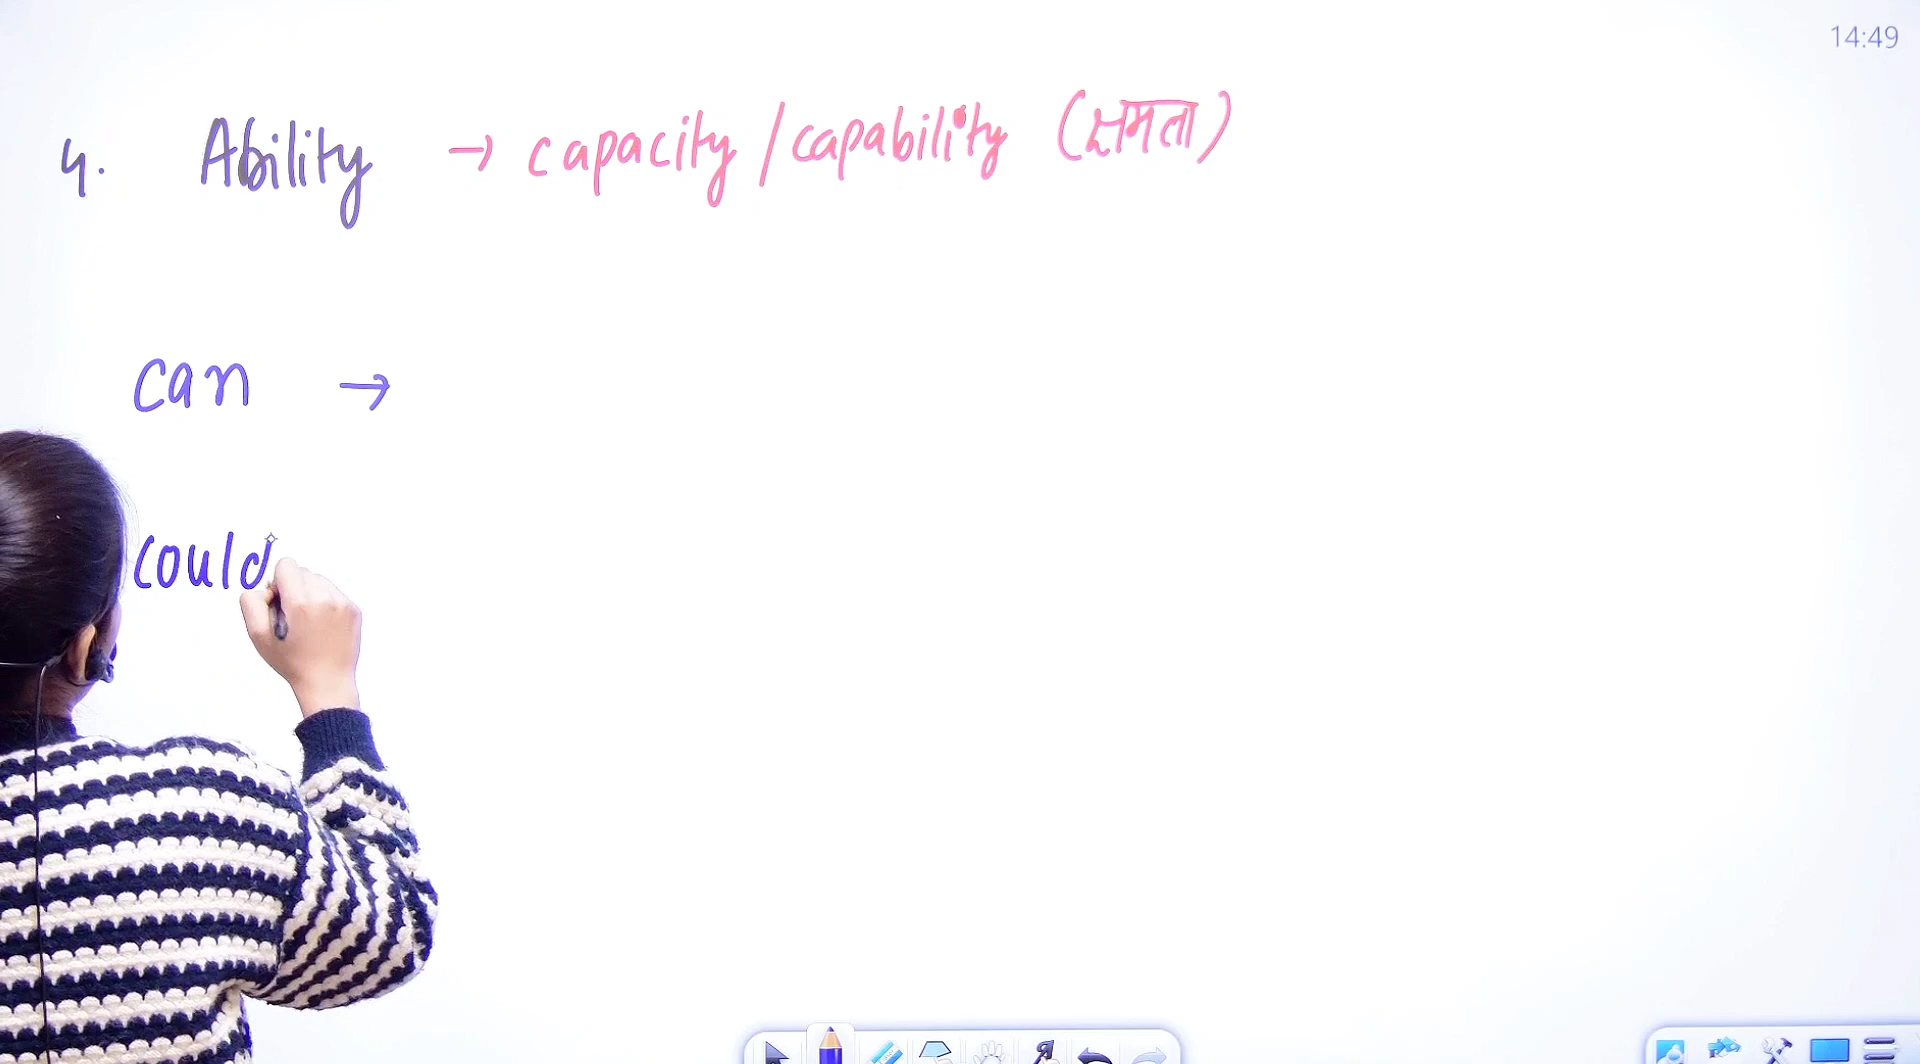 14:49
4. Ability → capacity / capability (क्षमता)
can →
could